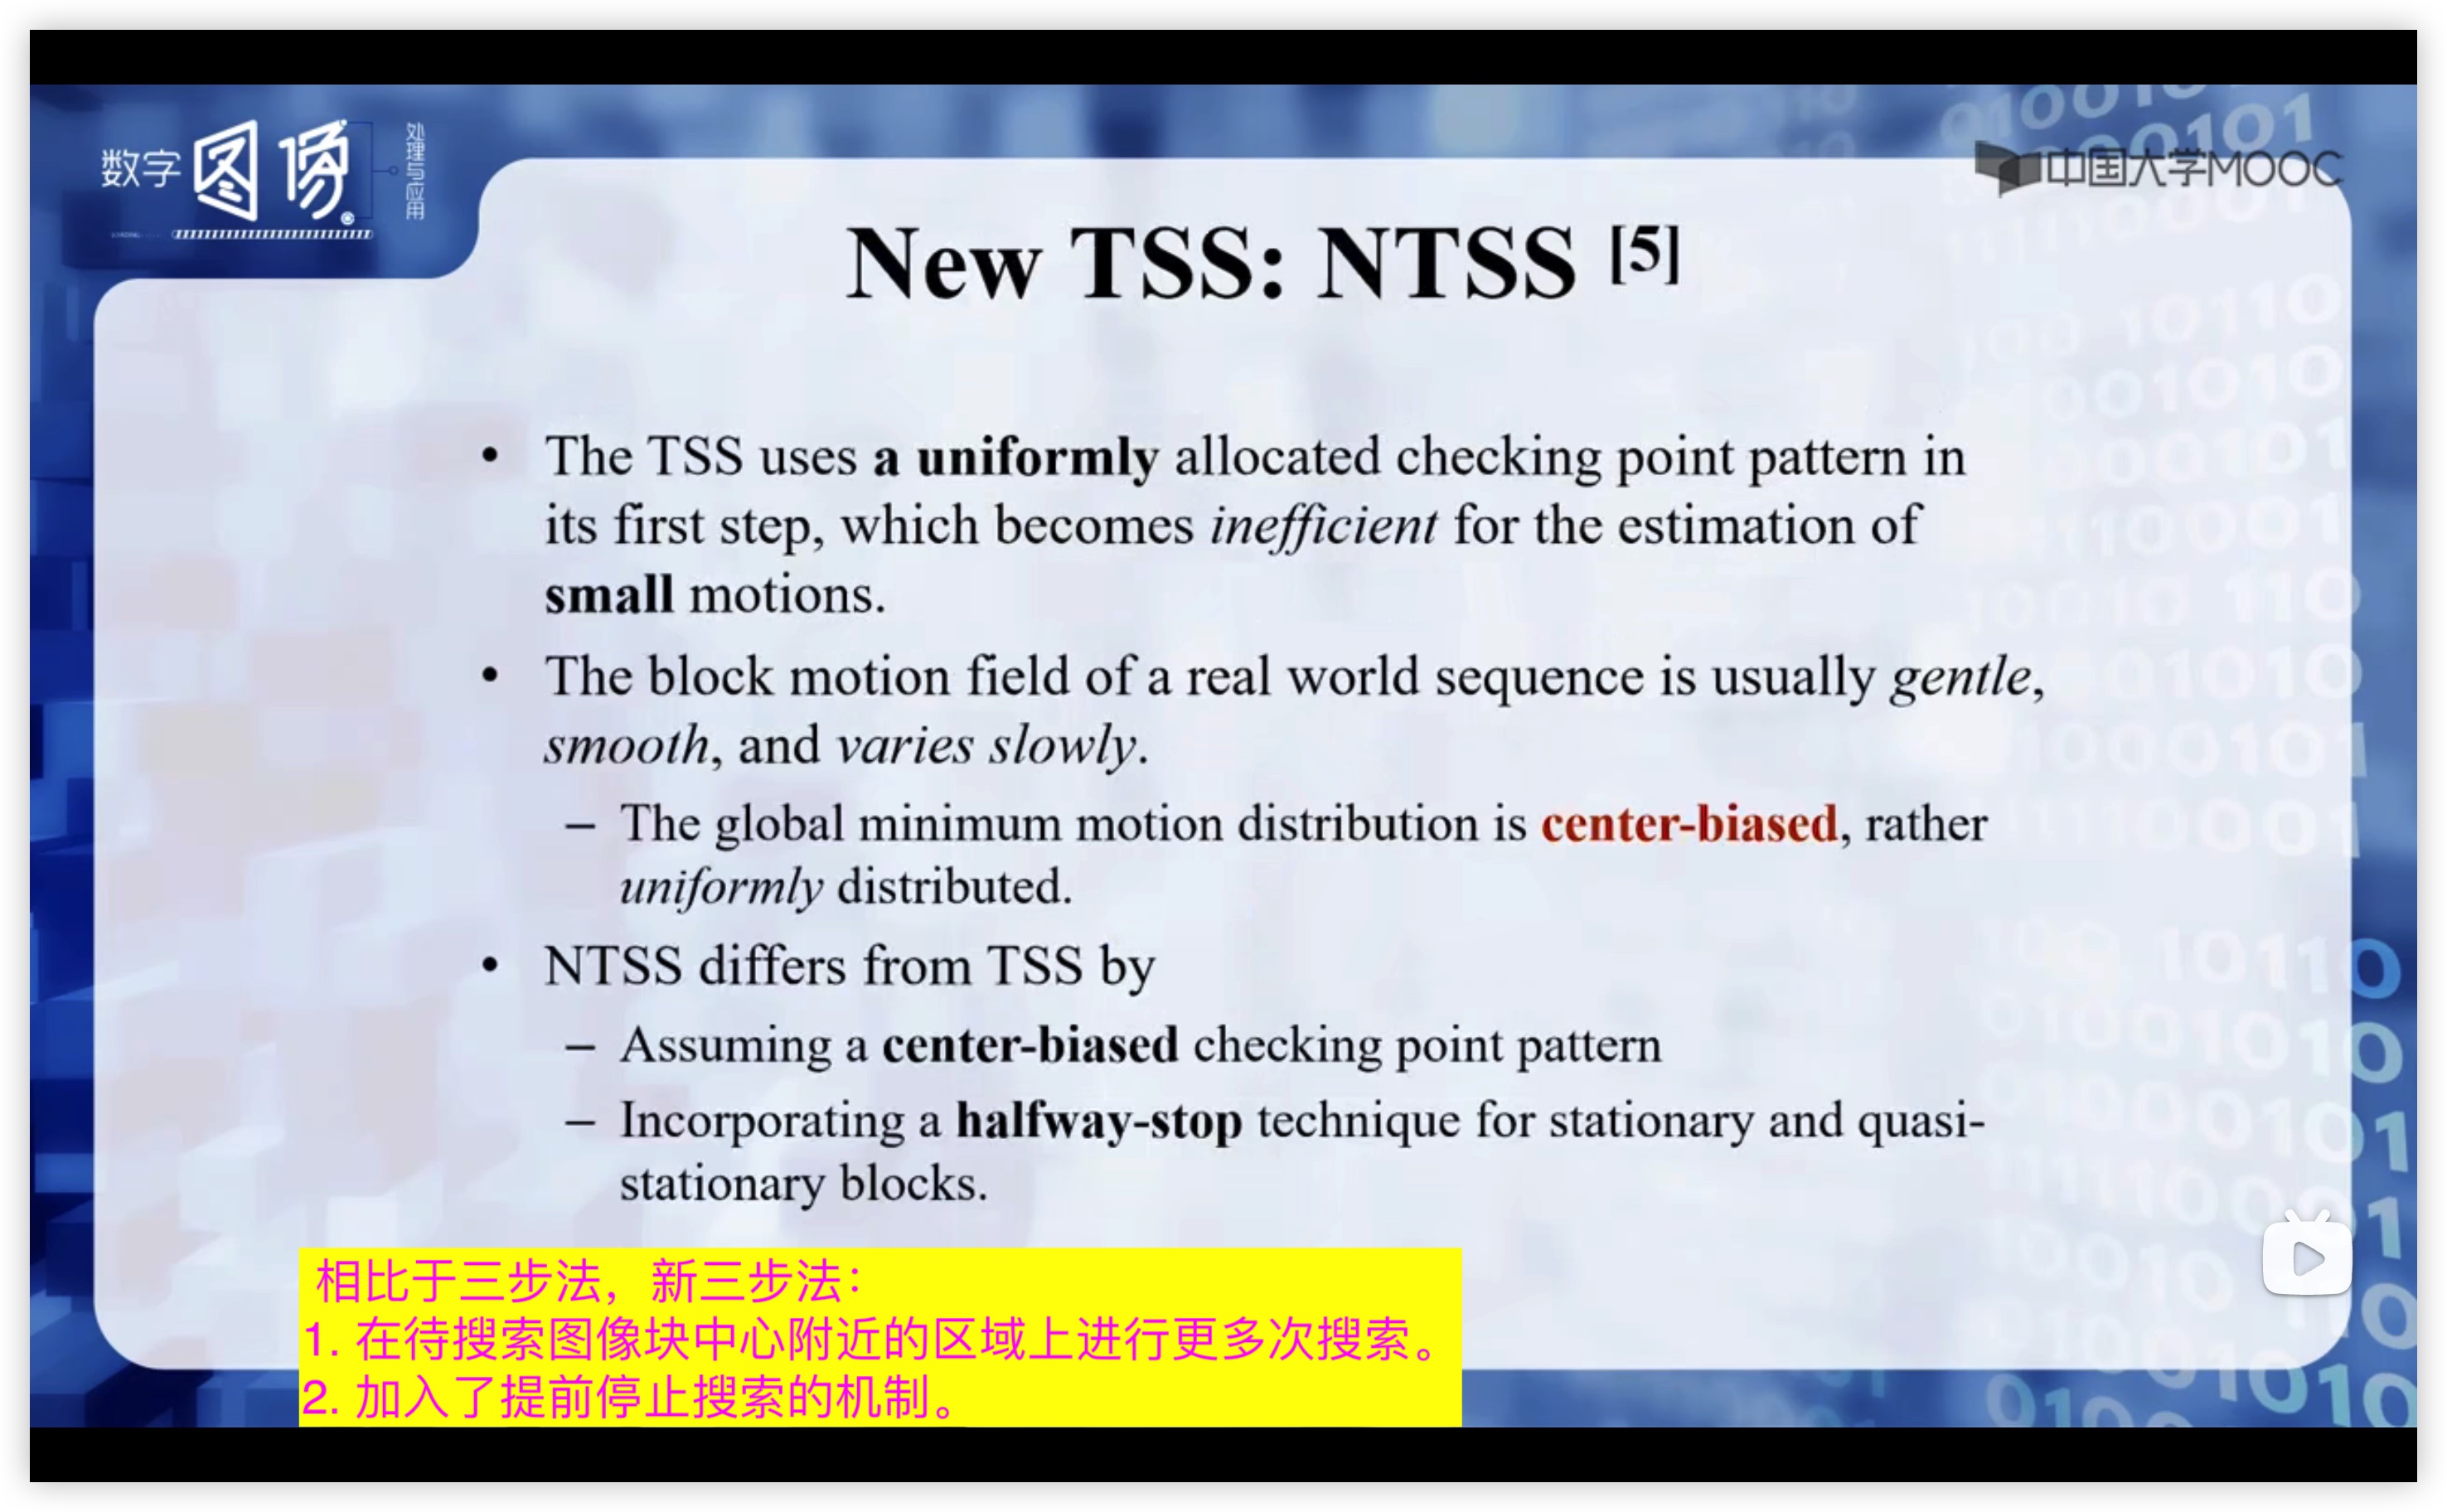 数字图像
处理与应用
中国大学MOOC
New TSS: NTSS [5]
• The TSS uses a uniformly allocated checking point pattern in
its first step, which becomes inefficient for the estimation of
small motions.
• The block motion field of a real world sequence is usually gentle,
smooth, and varies slowly.
– The global minimum motion distribution is center-biased, rather
uniformly distributed.
• NTSS differs from TSS by
– Assuming a center-biased checking point pattern
– Incorporating a halfway-stop technique for stationary and quasi-
stationary blocks.
相比于三步法，新三步法：
1. 在待搜索图像块中心附近的区域上进行更多次搜索。
2. 加入了提前停止搜索的机制。